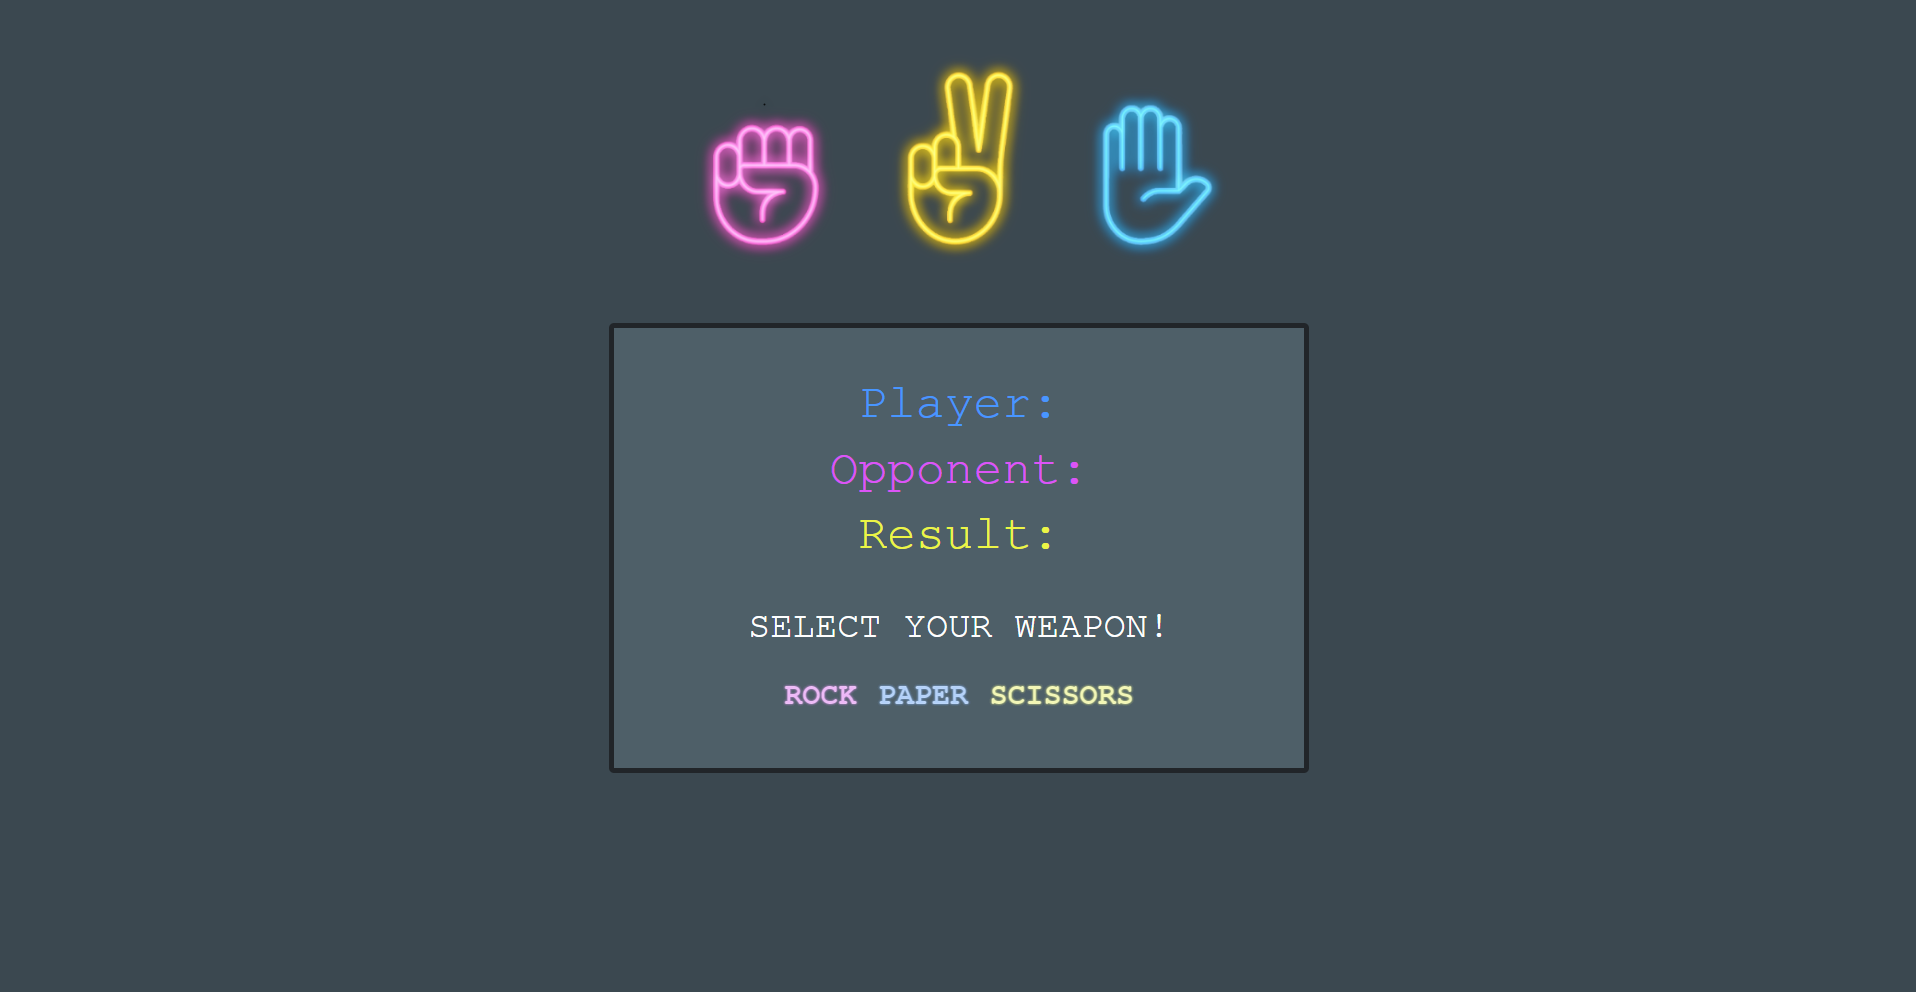 Player:
Opponent:
Result:
SELECT YOUR WEAPON!
ROCK PAPER SCISSORS